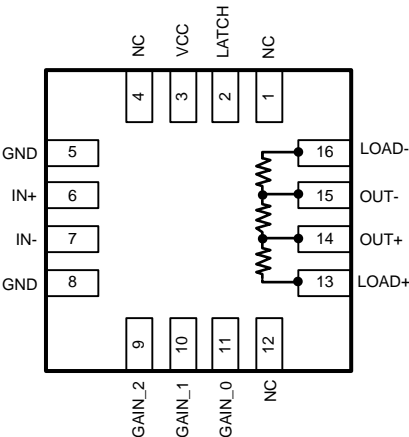 NC
VCC
LATCH
NC
4
3
2
1
GND 5
16 LOAD-
IN+ 6
15 OUT-
IN- 7
14 OUT+
GND 8
13 LOAD+
9
10
11
12
GAIN_2
GAIN_1
GAIN_0
NC